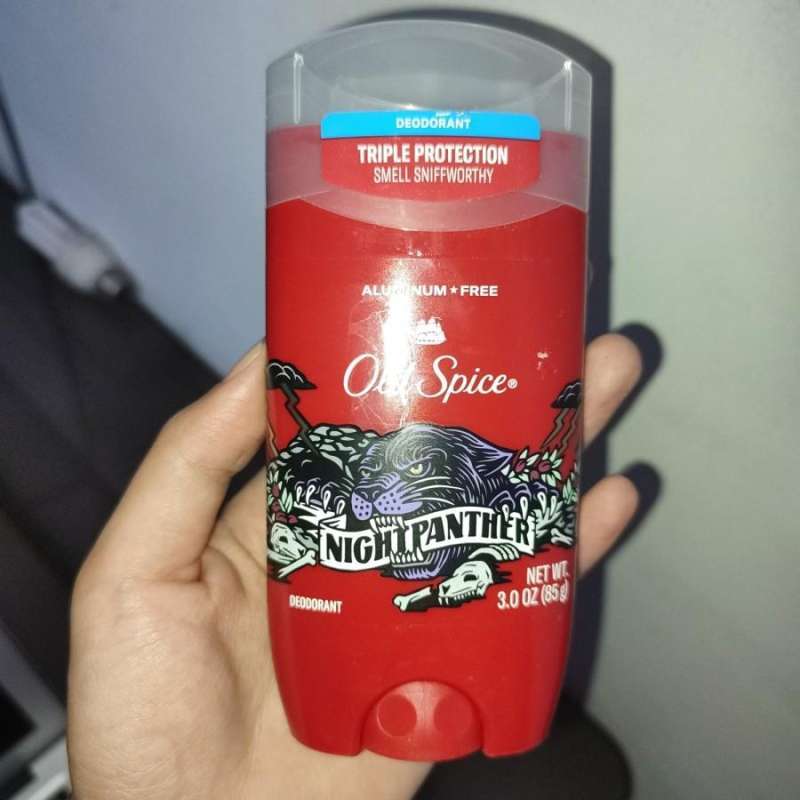 DEODORANT
TRIPLE PROTECTION
SMELL SNIFFWORTHY
ALUMINUM★FREE
Old Spice®
NIGHTPANTHER
DEODORANT
NET WT.
3.0 OZ (85 g)